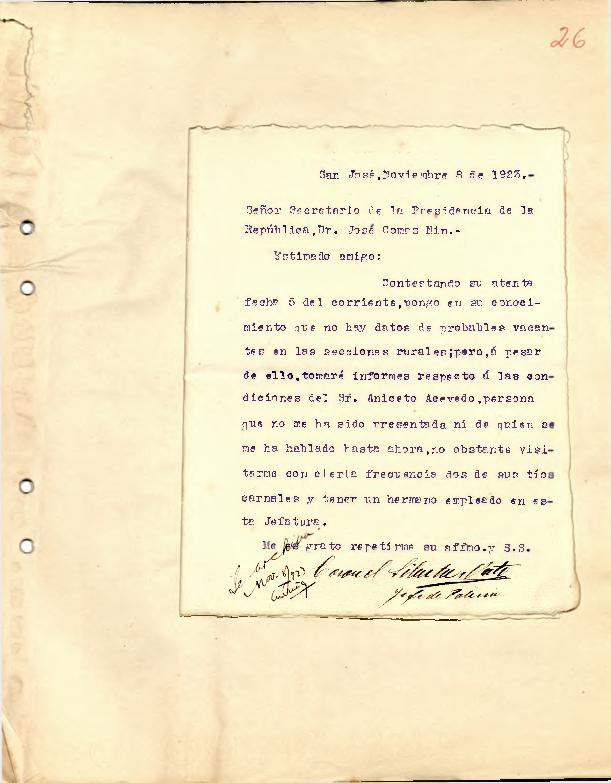 26
San José, Noviembre 8 de 1923.-
Señor Secretario de la Presidencia de la
República, Dr. José Comas Nin.-
Estimado amigo:
Contestando su atenta
fecha 5 del corriente, pongo en su conoci-
miento que no hay datos de probables vacan-
tes en las secciones rurales; pero, á pesar
de ello, tomaré informes respecto á las con-
diciones del Sr. Aniceto Acevedo, persona
que no me ha sido presentada ni de quien se
me ha hablado hasta ahora, no obstante visi-
tarme con cierta frecuencia dos de sus tíos
carnales y tener un hermano empleado en es-
ta Jefatura.
Me es grato repetirme su affmo. y S.S.
Nov. 8/923
Coronel
Jefe de Policía